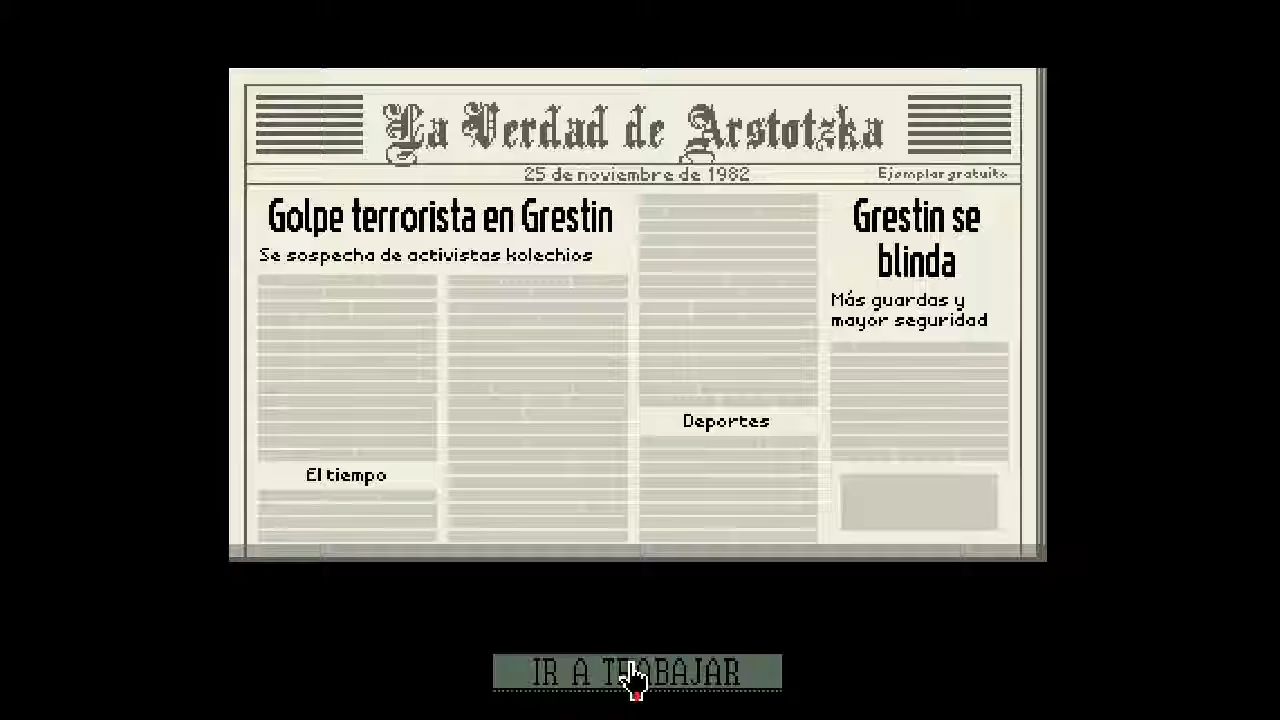 La Verdad de Arstotzka
25 de noviembre de 1982
Ejemplar gratuito
Golpe terrorista en Grestin
Se sospecha de activistas kolechios
El tiempo
Deportes
Grestin se
blinda
Más guardas y
mayor seguridad
IR A TRABAJAR